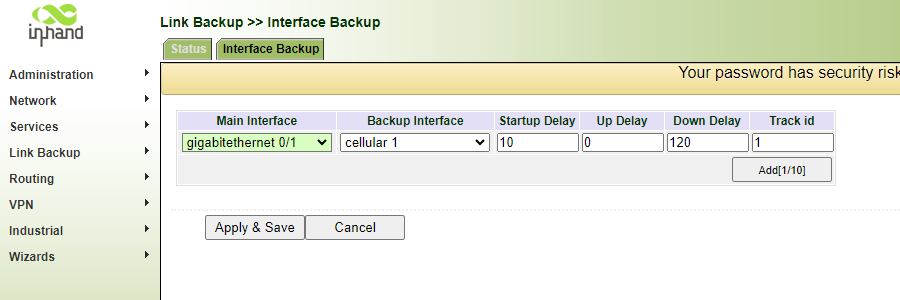 inhand
Link Backup >> Interface Backup
Status Interface Backup
Your password has security risk
Administration
Network
Services
Link Backup
Routing
VPN
Industrial
Wizards
Main Interface Backup Interface Startup Delay Up Delay Down Delay Track id
gigabitethernet 0/1 cellular 1 10 0 120 1
Add[1/10]
Apply & Save Cancel